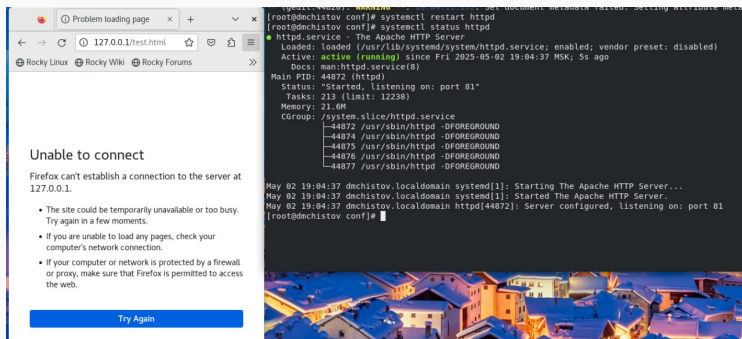 Problem loading page
127.0.0.1/test.html
Rocky Linux Rocky Wiki Rocky Forums
Unable to connect
Firefox can't establish a connection to the server at
127.0.0.1.
• The site could be temporarily unavailable or too busy.
Try again in a few moments.
• If you are unable to load any pages, check your
computer's network connection.
• If your computer or network is protected by a firewall
or proxy, make sure that Firefox is permitted to access
the web.
Try Again
[root@dmchistov conf]# systemctl restart httpd
[root@dmchistov conf]# systemctl status httpd
● httpd.service - The Apache HTTP Server
Loaded: loaded (/usr/lib/systemd/system/httpd.service; enabled; vendor preset: disabled)
Active: active (running) since Fri 2025-05-02 19:04:37 MSK; 5s ago
Docs: man:httpd.service(8)
Main PID: 44872 (httpd)
Status: "Started, listening on: port 81"
Tasks: 213 (limit: 12238)
Memory: 21.6M
CGroup: /system.slice/httpd.service
├─44872 /usr/sbin/httpd -DFOREGROUND
├─44874 /usr/sbin/httpd -DFOREGROUND
├─44875 /usr/sbin/httpd -DFOREGROUND
├─44876 /usr/sbin/httpd -DFOREGROUND
└─44877 /usr/sbin/httpd -DFOREGROUND
May 02 19:04:37 dmchistov.localdomain systemd[1]: Starting The Apache HTTP Server...
May 02 19:04:37 dmchistov.localdomain systemd[1]: Started The Apache HTTP Server.
May 02 19:04:37 dmchistov.localdomain httpd[44872]: Server configured, listening on: port 81
[root@dmchistov conf]#